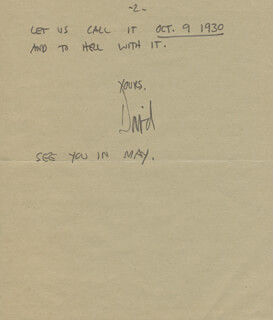 -2-
LET US CALL IT OCT. 9 1930
AND TO HELL WITH IT.
YOURS.
David
SEE YOU IN MAY.